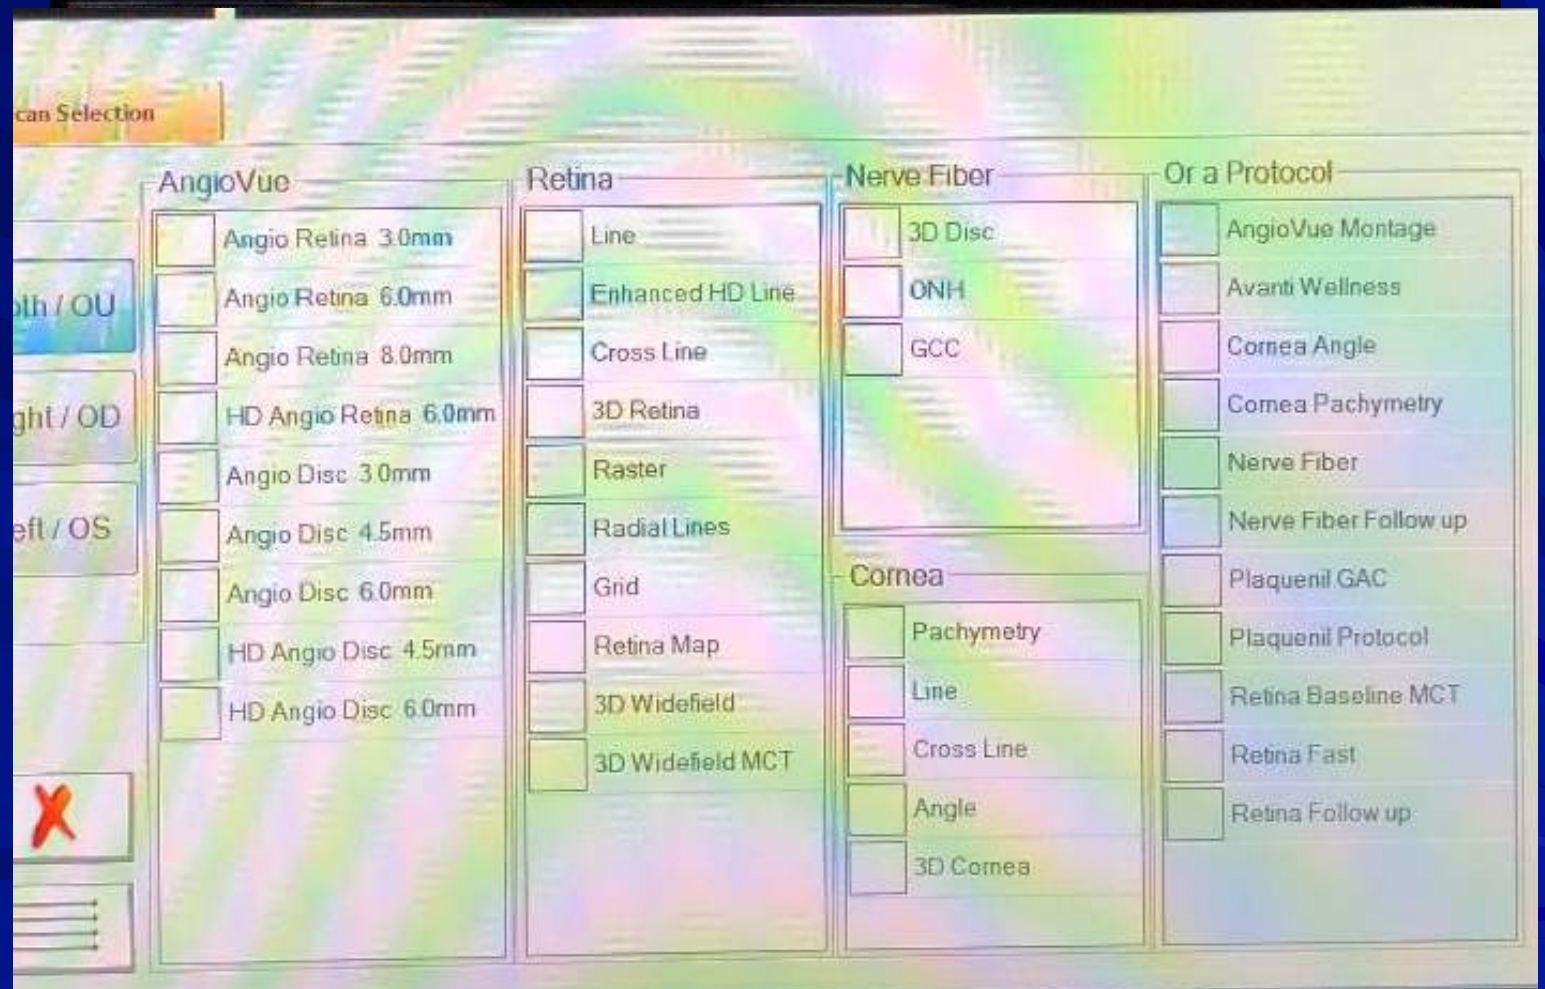 can Selection
oth / OU
ght / OD
eft / OS
AngioVue
Angio Retina 3.0mm
Angio Retina 6.0mm
Angio Retina 8.0mm
HD Angio Retina 6.0mm
Angio Disc 3.0mm
Angio Disc 4.5mm
Angio Disc 6.0mm
HD Angio Disc 4.5mm
HD Angio Disc 6.0mm
Retina
Line
Enhanced HD Line
Cross Line
3D Retina
Raster
Radial Lines
Grid
Retina Map
3D Widefield
3D Widefield MCT
Nerve Fiber
3D Disc
ONH
GCC
Cornea
Pachymetry
Line
Cross Line
Angle
3D Cornea
Or a Protocol
AngioVue Montage
Avanti Wellness
Cornea Angle
Cornea Pachymetry
Nerve Fiber
Nerve Fiber Follow up
Plaquenil GAC
Plaquenil Protocol
Retina Baseline MCT
Retina Fast
Retina Follow up